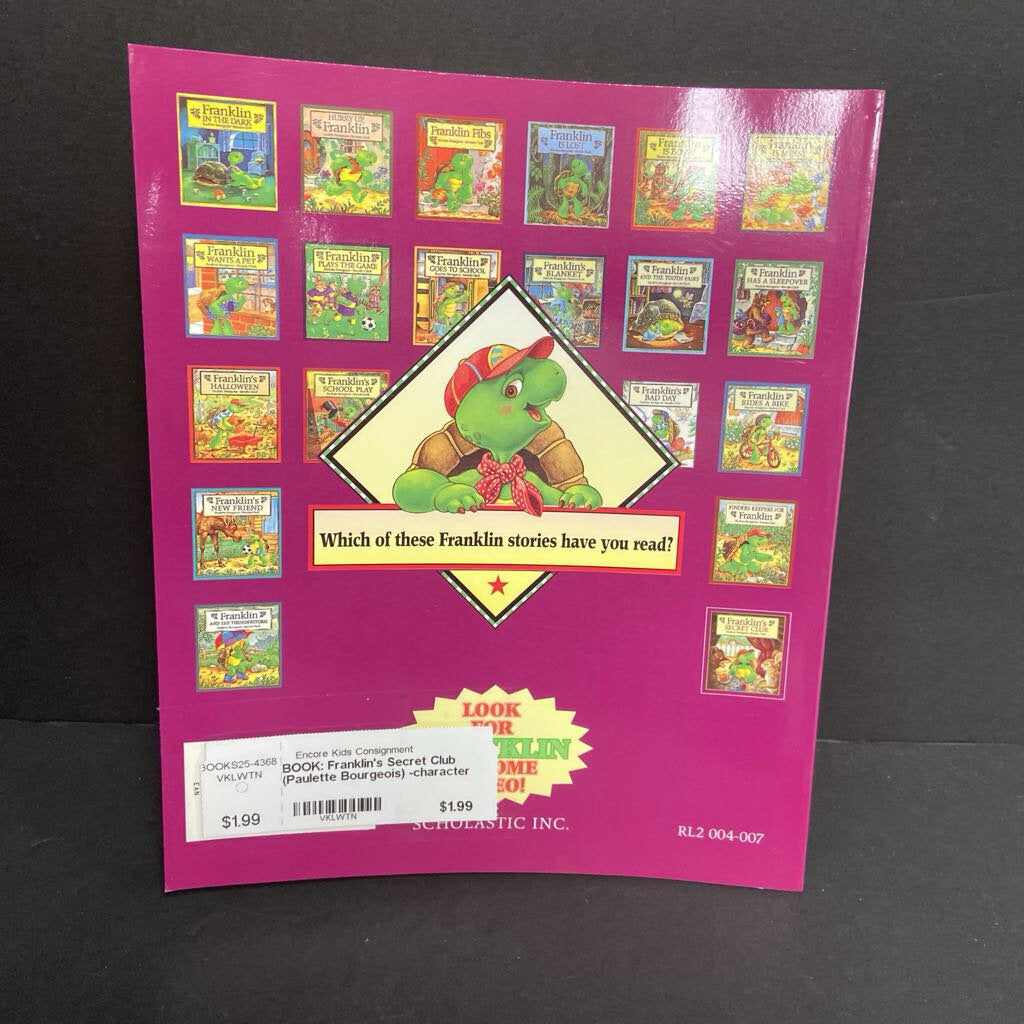 Franklin
IN THE DARK
HURRY UP,
Franklin
Franklin Fibs
Franklin
IS LOST
Franklin
WANTS A PET
Franklin
PLAYS THE GAME
Franklin
GOES TO SCHOOL
Franklin's
BLANKET
Franklin
AND THE TOOTH FAIRY
Franklin
HAS A SLEEPOVER
Franklin's
HALLOWEEN
Franklin's
SCHOOL PLAY
Franklin's
BAD DAY
Franklin
RIDES A BIKE
Franklin's
NEW FRIEND
FINDERS KEEPERS FOR
Franklin
Which of these Franklin stories have you read?
Franklin
AND THE THUNDERSTORM
Franklin's
SECRET CLUB
LOOK
KLIN
OME
EO!
EAN
BOOKS25-4368
VKLWTN
$1.99
Encore Kids Consignment
BOOK: Franklin's Secret Club
(Paulette Bourgeois) -character
VKLWTN
$1.99
SCHOLASTIC INC.
RL2 004-007